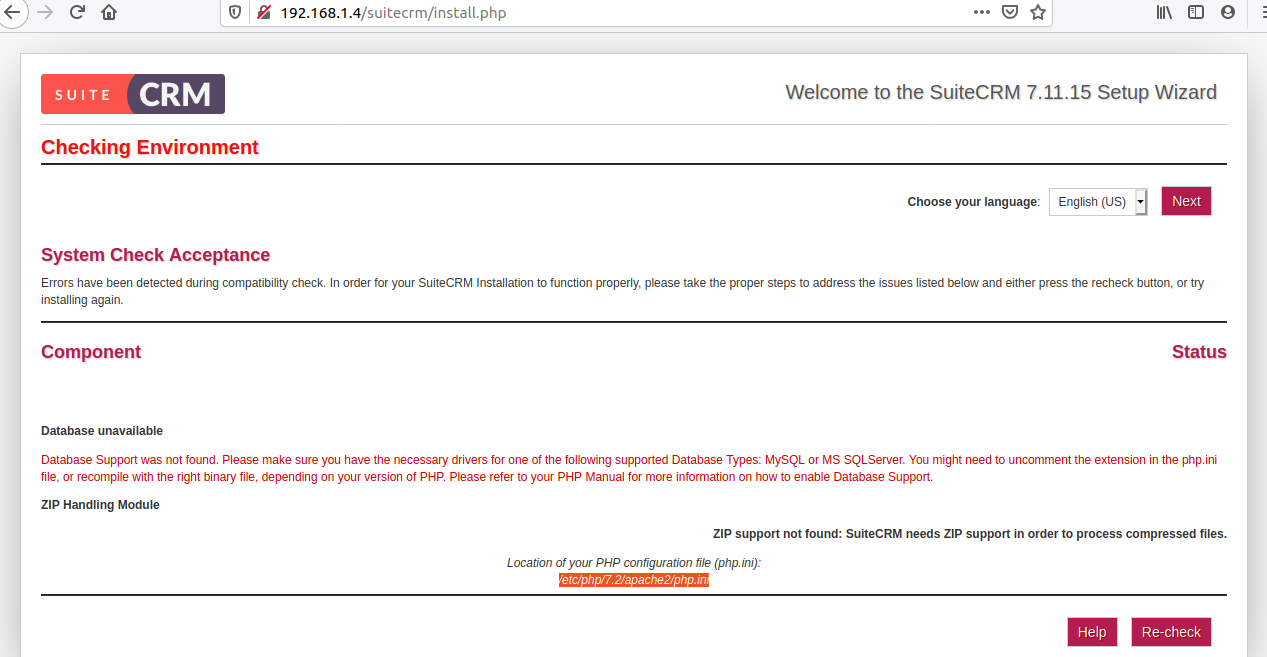 192.168.1.4/suitecrm/install.php
SUITE CRM
Welcome to the SuiteCRM 7.11.15 Setup Wizard
Checking Environment
Choose your language: English (US) Next
System Check Acceptance
Errors have been detected during compatibility check. In order for your SuiteCRM Installation to function properly, please take the proper steps to address the issues listed below and either press the recheck button, or try
installing again.
Component Status
Database unavailable
Database Support was not found. Please make sure you have the necessary drivers for one of the following supported Database Types: MySQL or MS SQLServer. You might need to uncomment the extension in the php.ini
file, or recompile with the right binary file, depending on your version of PHP. Please refer to your PHP Manual for more information on how to enable Database Support.
ZIP Handling Module
ZIP support not found: SuiteCRM needs ZIP support in order to process compressed files.
Location of your PHP configuration file (php.ini):
/etc/php/7.2/apache2/php.ini
Help Re-check